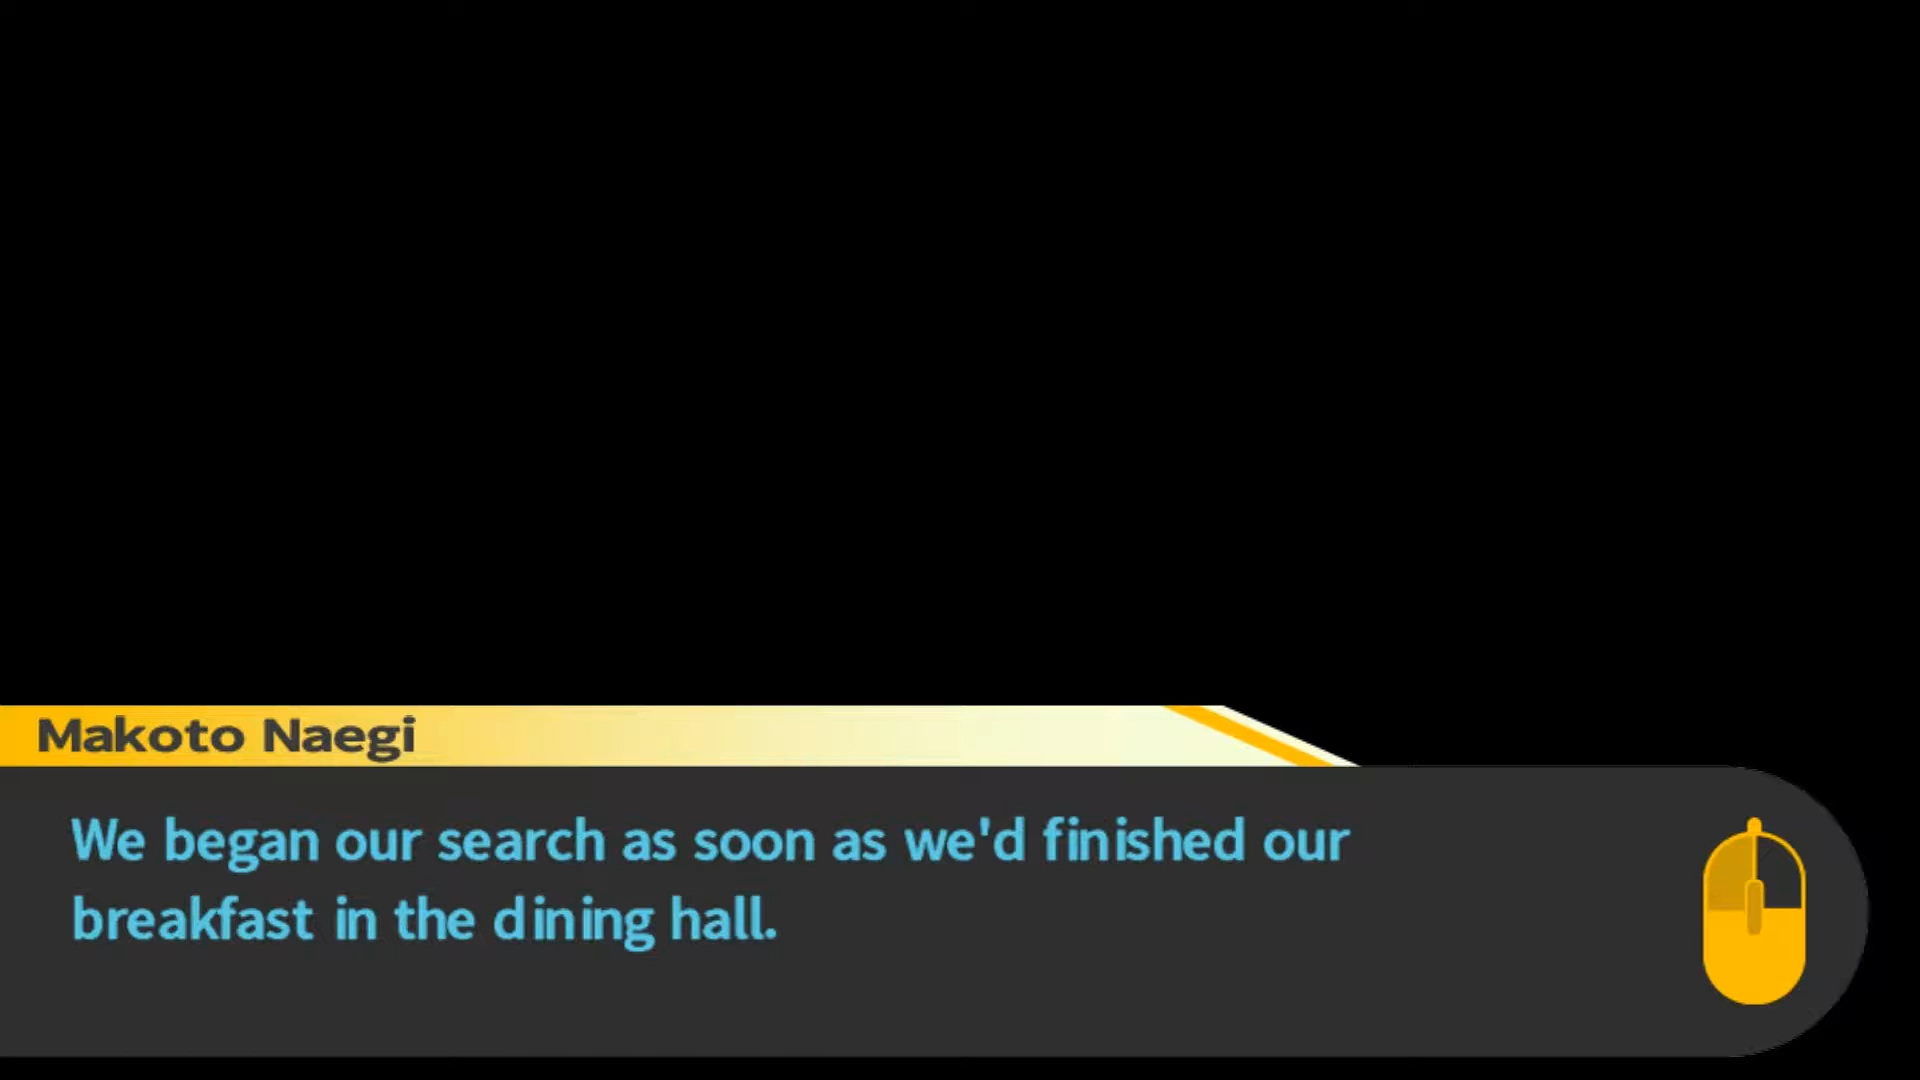 Makoto Naegi
We began our search as soon as we'd finished our
breakfast in the dining hall.